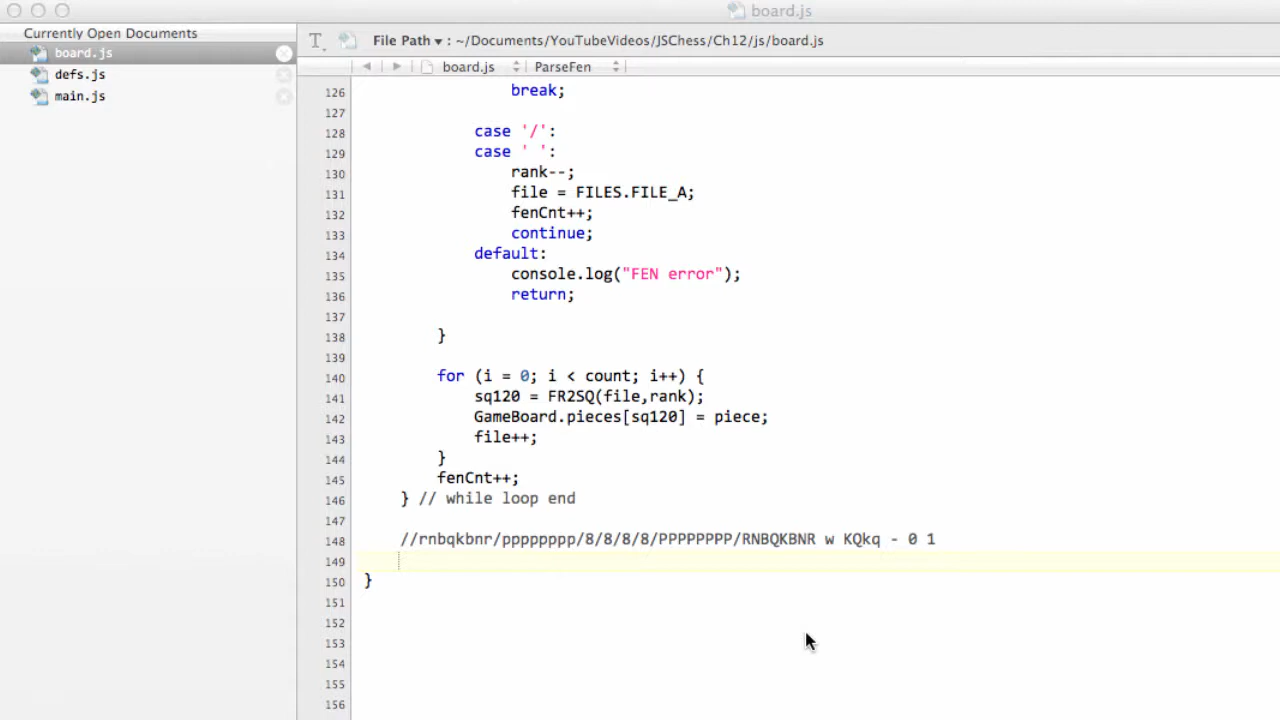 board.js
Currently Open Documents
board.js
defs.js
main.js
File Path ▾ : ~/Documents/YouTubeVideos/JSChess/Ch12/js/board.js
board.js ParseFen
126 break;
127
128 case '/':
129 case ' ':
130 rank--;
131 file = FILES.FILE_A;
132 fenCnt++;
133 continue;
134 default:
135 console.log("FEN error");
136 return;
137
138 }
139
140 for (i = 0; i < count; i++) {
141 sq120 = FR2SQ(file,rank);
142 GameBoard.pieces[sq120] = piece;
143 file++;
144 }
145 fenCnt++;
146 } // while loop end
147
148 //rnbqkbnr/pppppppp/8/8/8/8/PPPPPPPP/RNBQKBNR w KQkq - 0 1
149
150 }
151
152
153
154
155
156